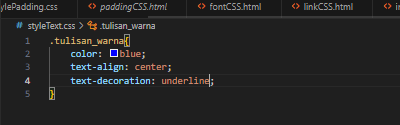 ylePadding.css paddingCSS.html fontCSS.html linkCSS.html in
# styleText.css > .tulisan_warna
1 .tulisan_warna{
2 color: blue;
3 text-align: center;
4 text-decoration: underline;
5 }